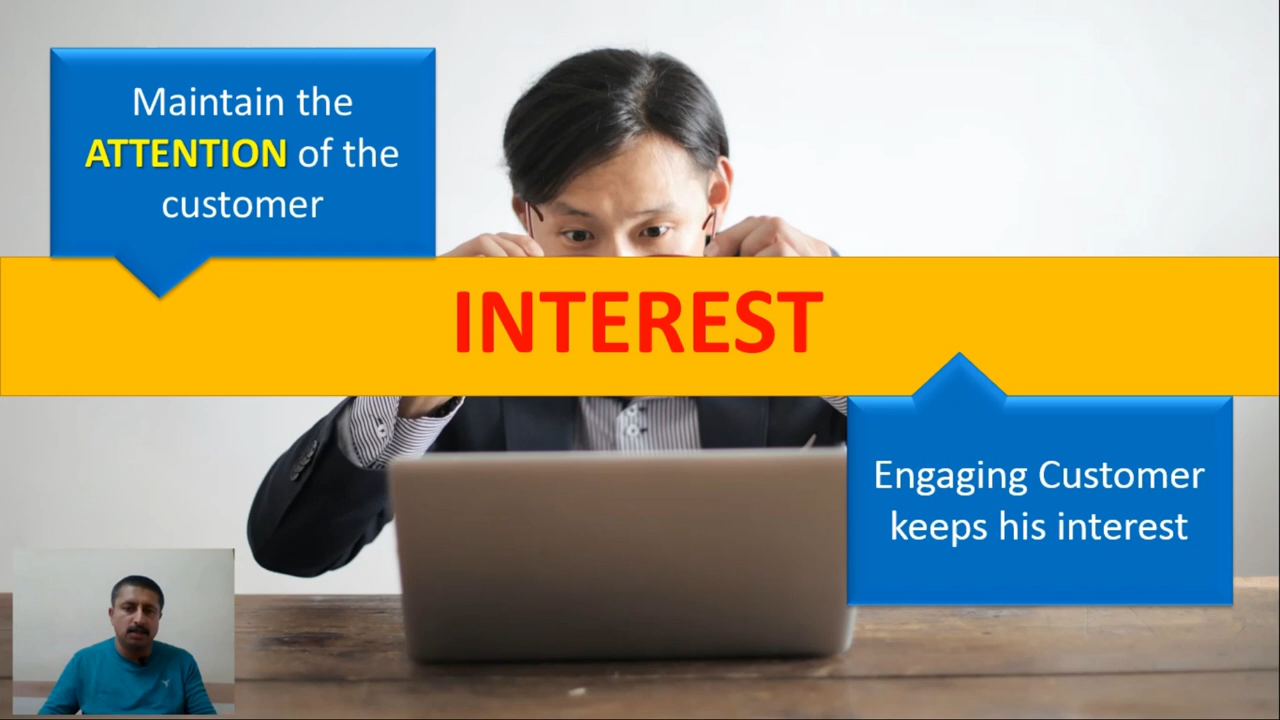 Maintain the
ATTENTION of the
customer
INTEREST
Engaging Customer
keeps his interest